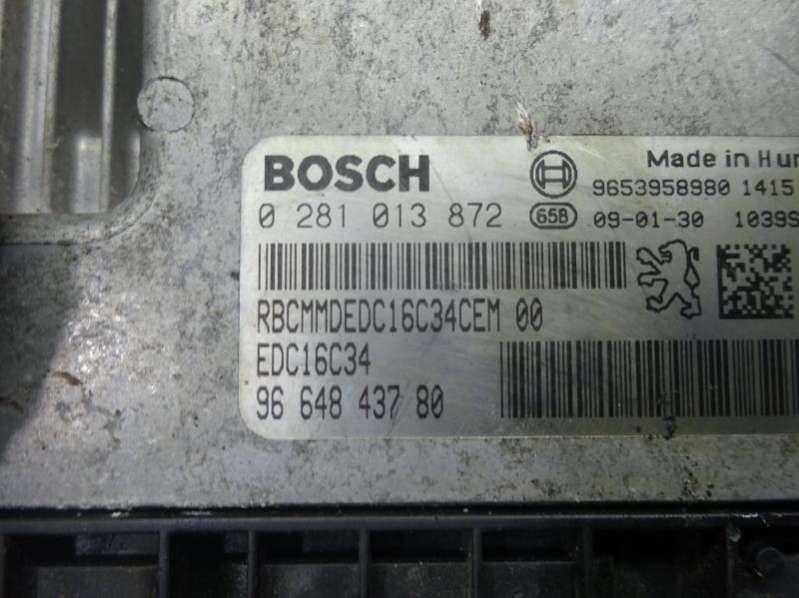 BOSCH
Made in Hun
9653958980 1415
0 281 013 872
65B
09-01-30 1039S
RBCMMDEDC16C34CEM 00
EDC16C34
96 648 437 80